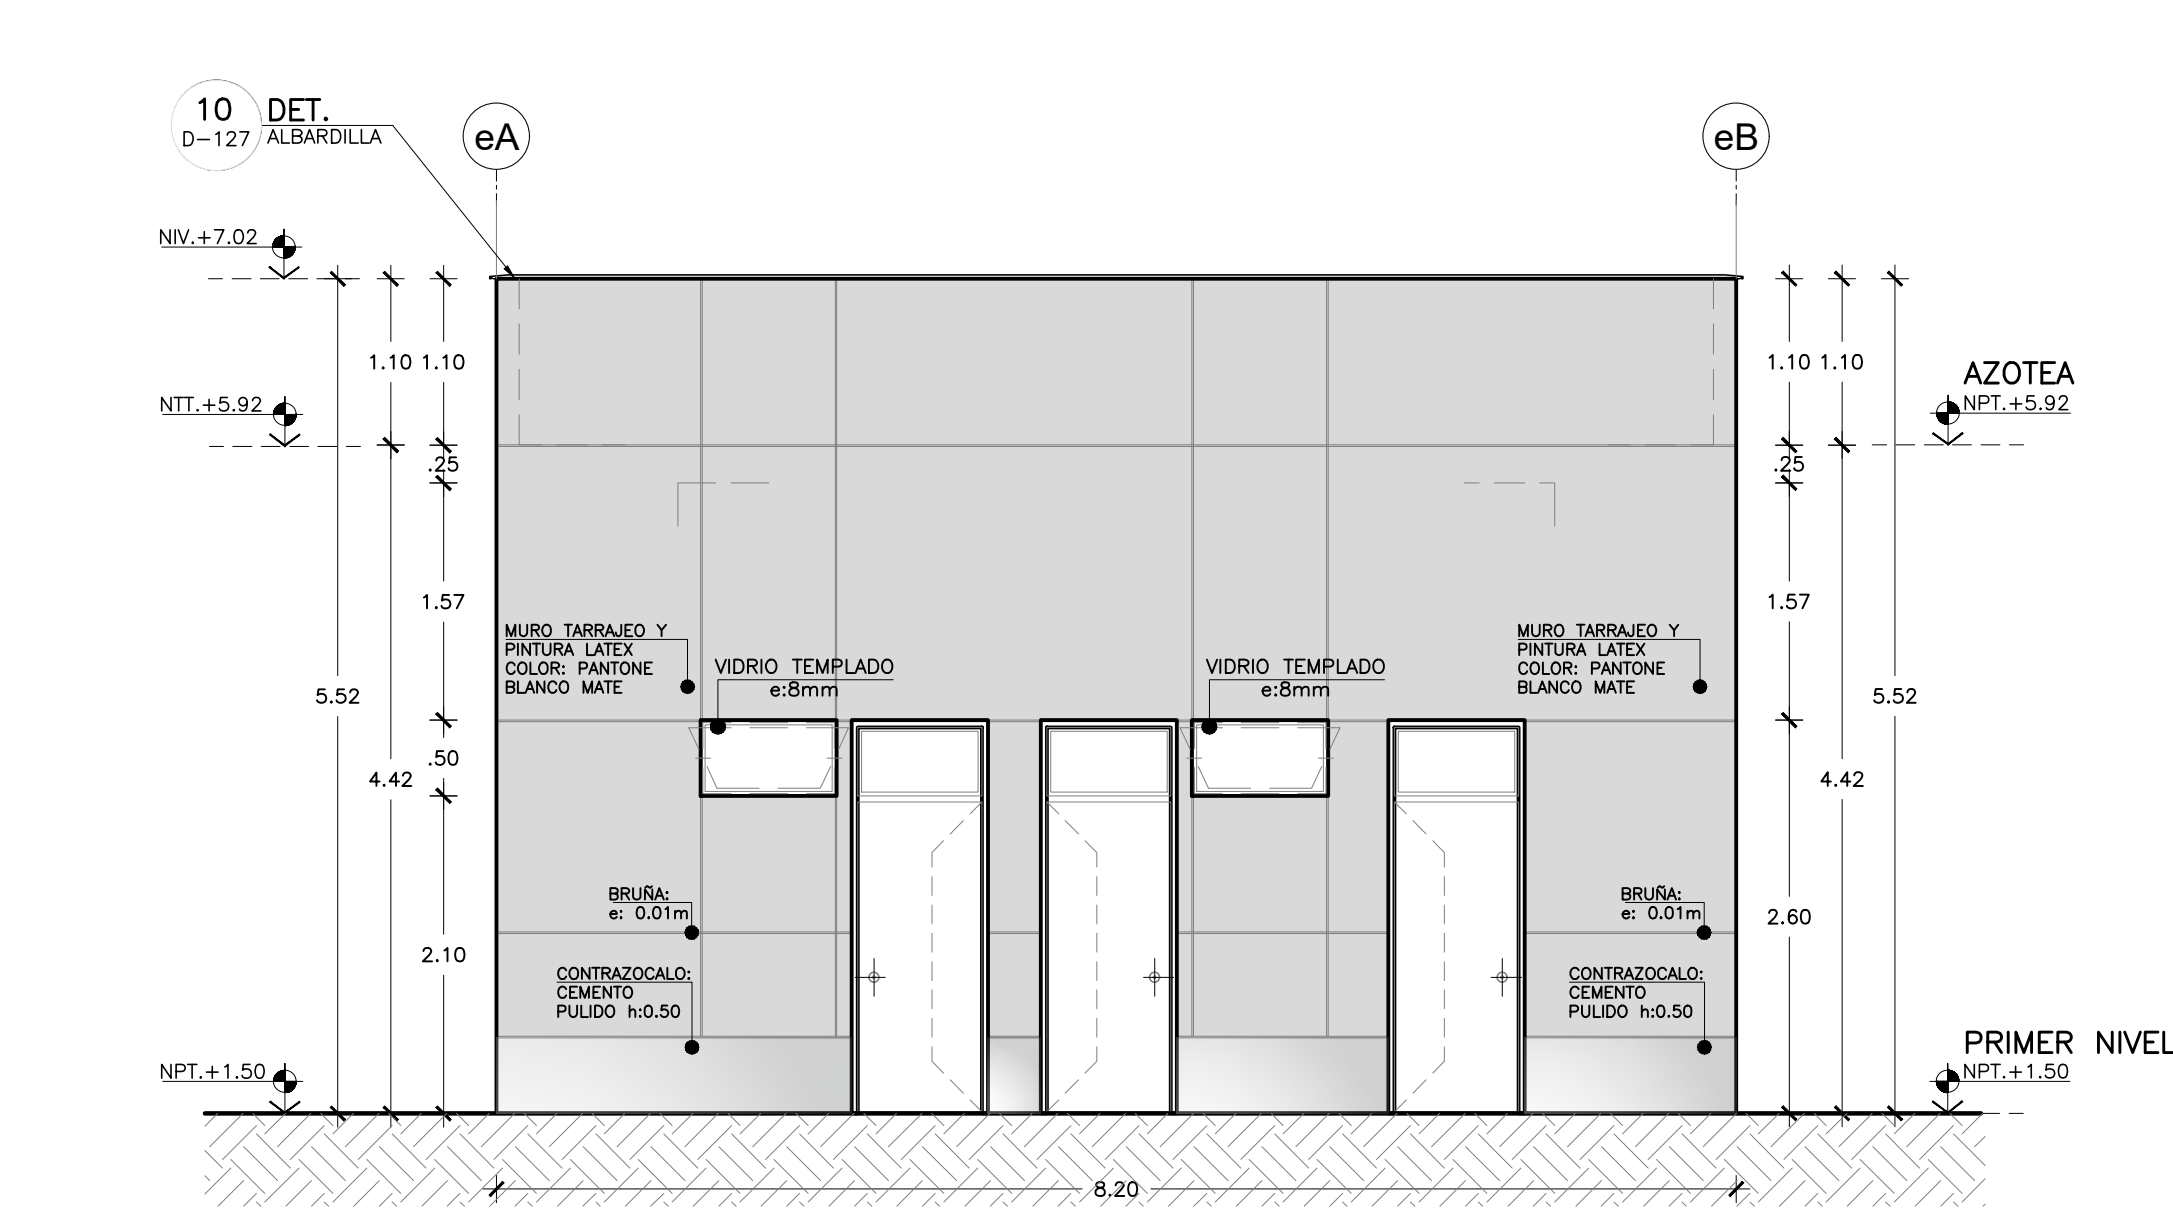 10
D-127
DET.
ALBARDILLA
eA
eB
NIV.+7.02
1.10
1.10
1.10
1.10
AZOTEA
NPT.+5.92
NTT.+5.92
.25
.25
1.57
1.57
MURO TARRAJEO Y
PINTURA LATEX
COLOR: PANTONE
BLANCO MATE
VIDRIO TEMPLADO
e:8mm
VIDRIO TEMPLADO
e:8mm
MURO TARRAJEO Y
PINTURA LATEX
COLOR: PANTONE
BLANCO MATE
5.52
5.52
.50
4.42
4.42
BRUÑA:
e: 0.01m
BRUÑA:
e: 0.01m
2.60
2.10
CONTRAZOCALO:
CEMENTO
PULIDO h:0.50
CONTRAZOCALO:
CEMENTO
PULIDO h:0.50
PRIMER NIVEL
NPT.+1.50
NPT.+1.50
8.20